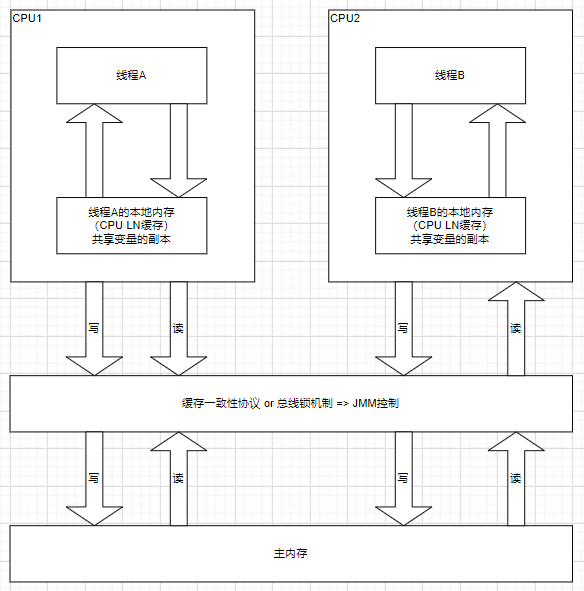 CPU1
CPU2
线程A
线程B
线程A的本地内存
（CPU LN缓存）
共享变量的副本
线程B的本地内存
（CPU LN缓存）
共享变量的副本
写
读
写
读
缓存一致性协议 or 总线锁机制 => JMM控制
写
读
写
读
主内存